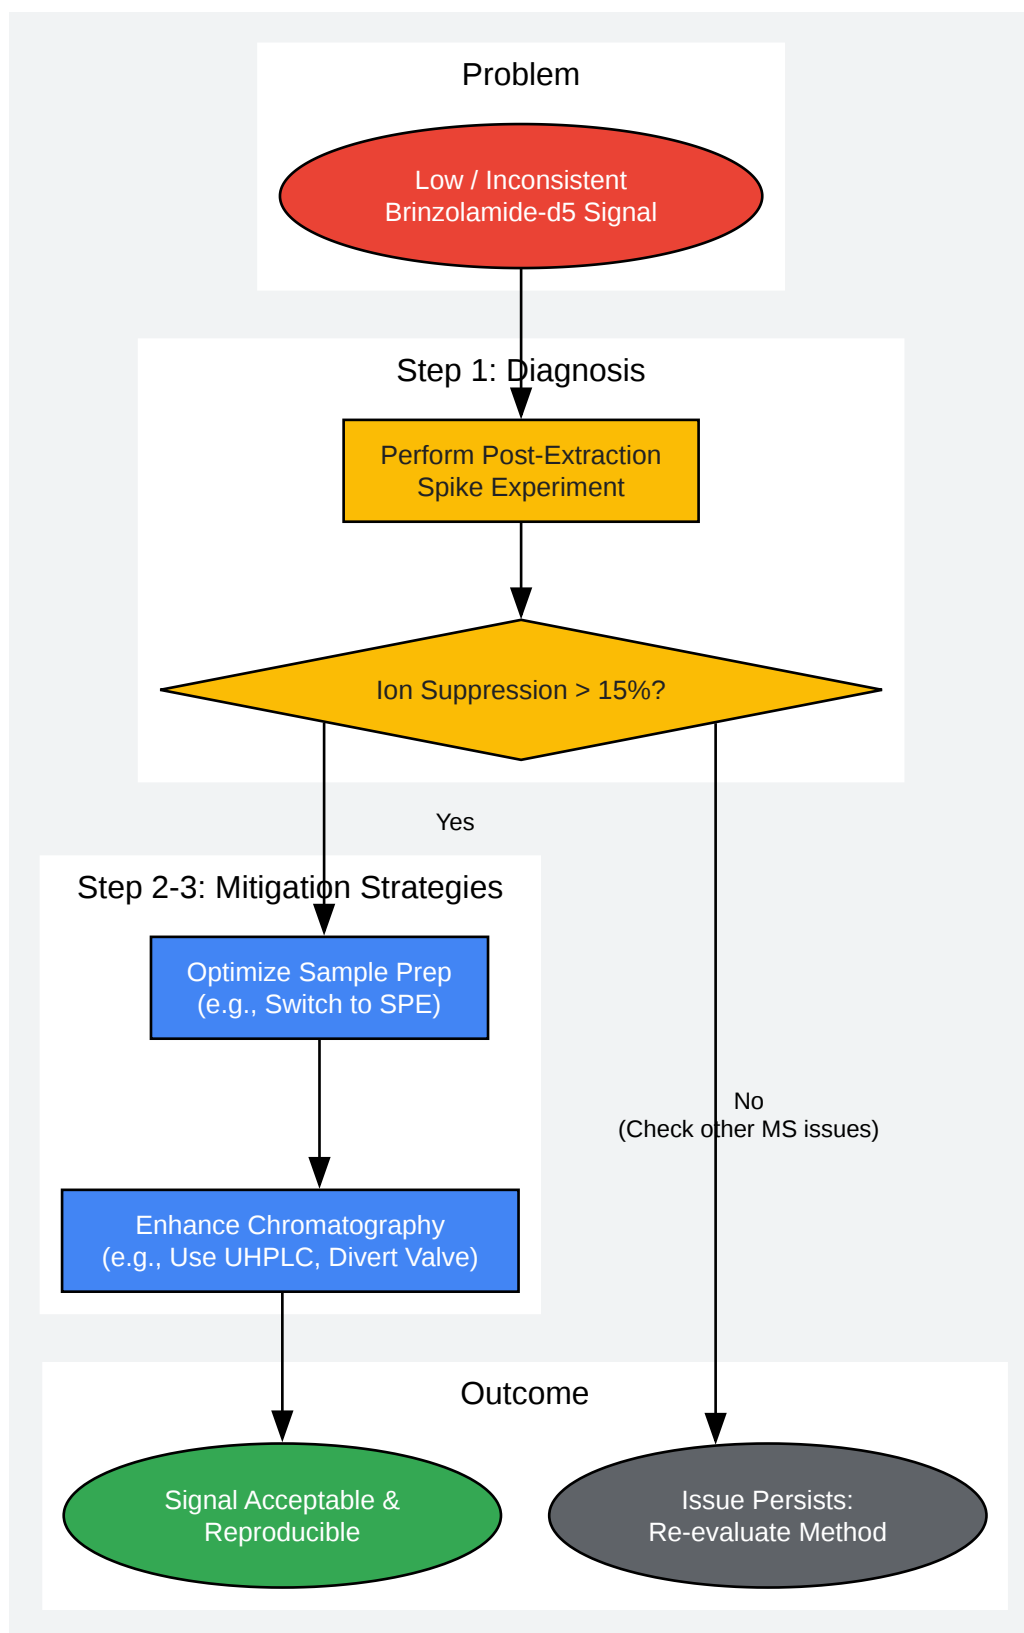 Problem
Low / Inconsistent
Brinzolamide-d5 Signal
Step 1: Diagnosis
Perform Post-Extraction
Spike Experiment
Ion Suppression > 15%?
Yes
Step 2-3: Mitigation Strategies
Optimize Sample Prep
(e.g., Switch to SPE)
No
(Check other MS issues)
Enhance Chromatography
(e.g., Use UHPLC, Divert Valve)
Outcome
Signal Acceptable &
Reproducible
Issue Persists:
Re-evaluate Method